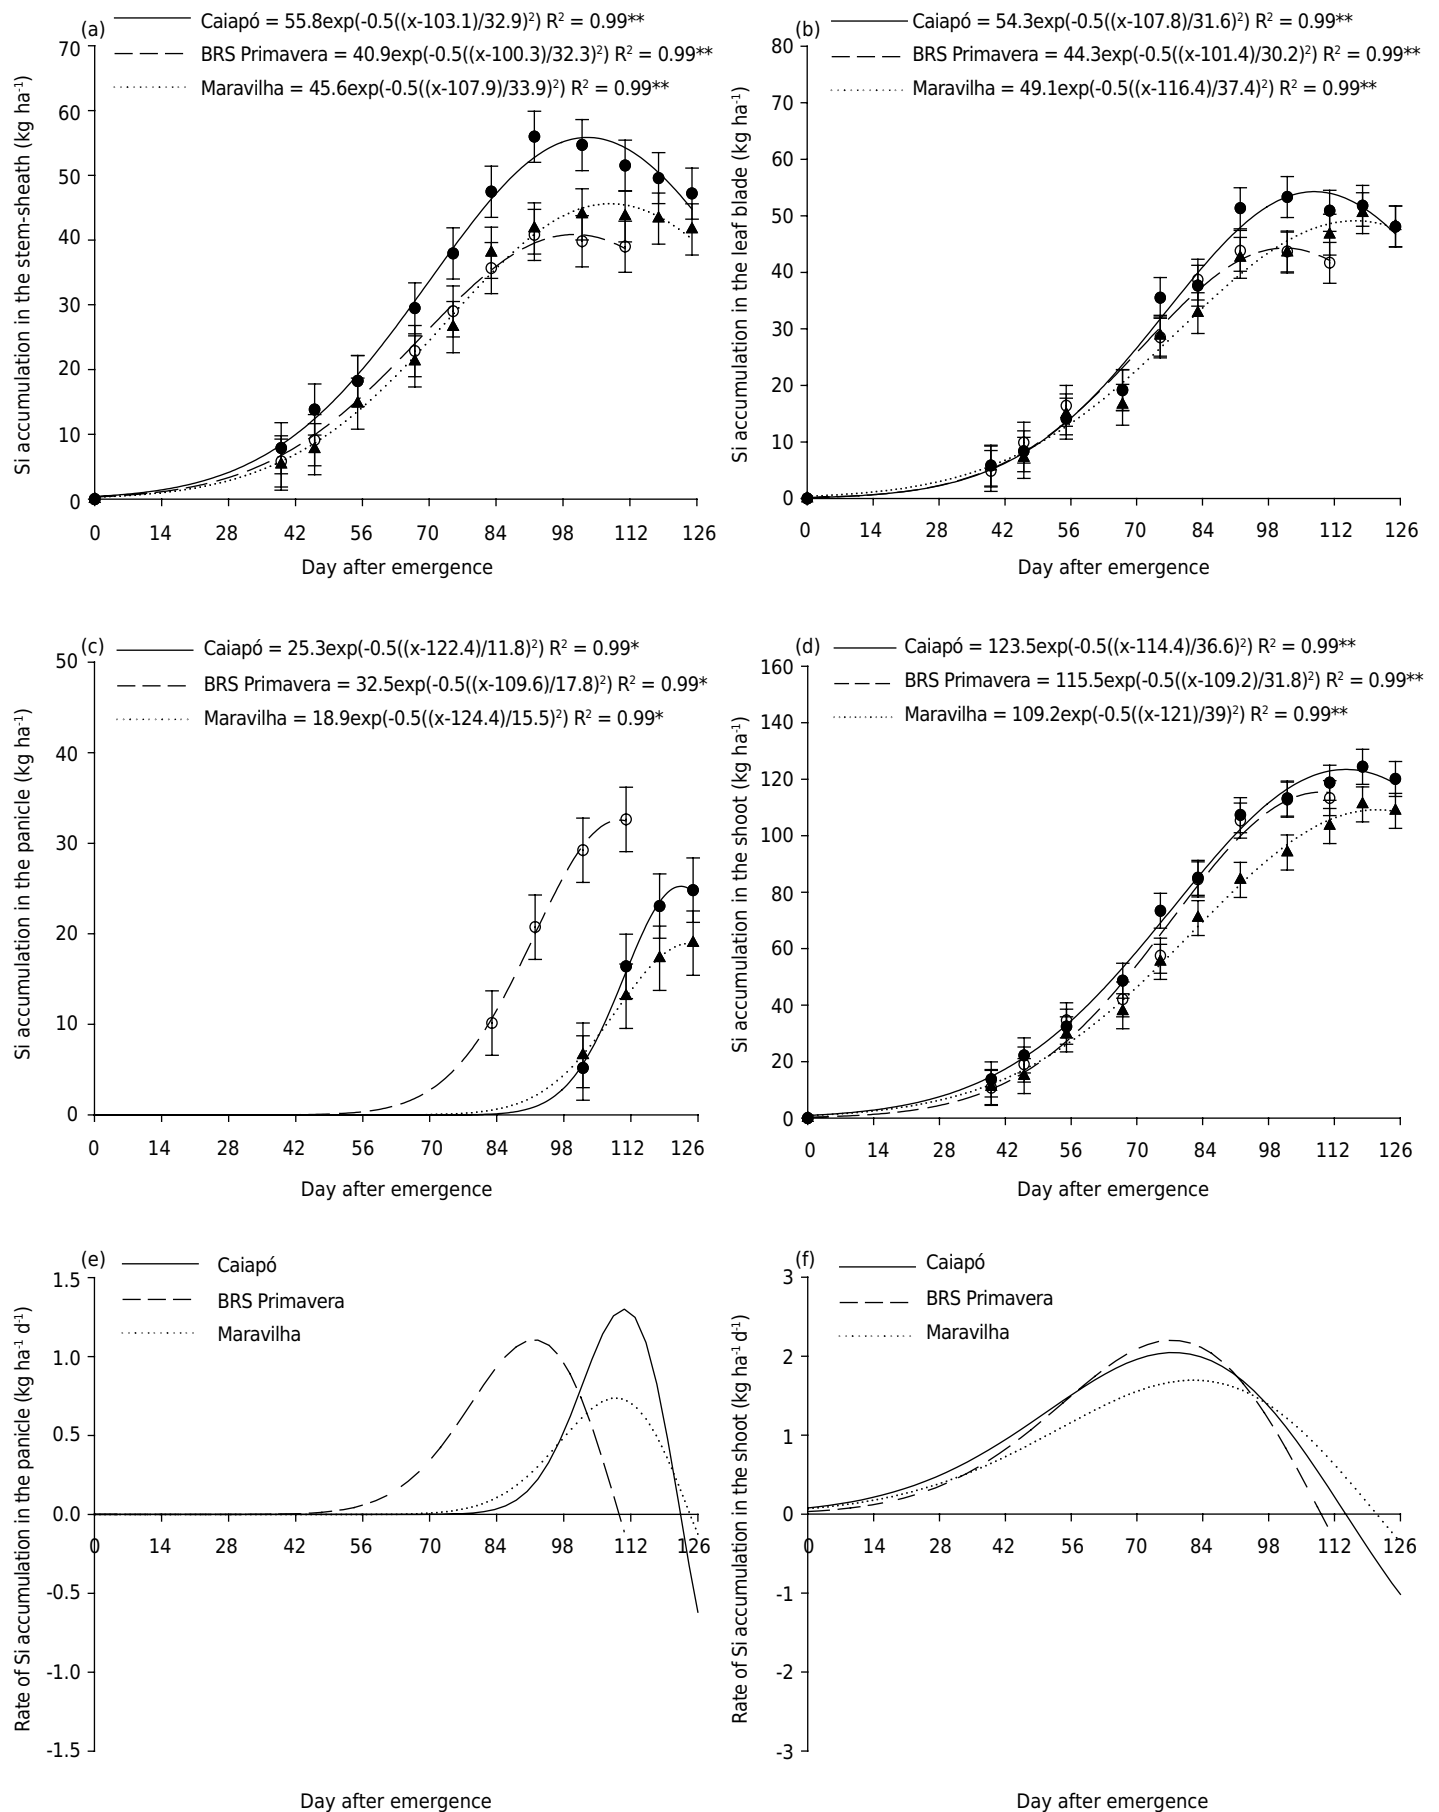 (a)
Caiapó = 55.8exp(-0.5((x-103.1)/32.9)²) R² = 0.99**
BRS Primavera = 40.9exp(-0.5((x-100.3)/32.3)²) R² = 0.99**
Maravilha = 45.6exp(-0.5((x-107.9)/33.9)²) R² = 0.99**
Si accumulation in the stem-sheath (kg ha⁻¹)
70
60
50
40
30
20
10
0
0 14 28 42 56 70 84 98 112 126
Day after emergence
(b)
Caiapó = 54.3exp(-0.5((x-107.8)/31.6)²) R² = 0.99**
BRS Primavera = 44.3exp(-0.5((x-101.4)/30.2)²) R² = 0.99**
Maravilha = 49.1exp(-0.5((x-116.4)/37.4)²) R² = 0.99**
Si accumulation in the leaf blade (kg ha⁻¹)
80
70
60
50
40
30
20
10
0
0 14 28 42 56 70 84 98 112 126
Day after emergence
(c)
Caiapó = 25.3exp(-0.5((x-122.4)/11.8)²) R² = 0.99*
BRS Primavera = 32.5exp(-0.5((x-109.6)/17.8)²) R² = 0.99*
Maravilha = 18.9exp(-0.5((x-124.4)/15.5)²) R² = 0.99*
Si accumulation in the panicle (kg ha⁻¹)
50
40
30
20
10
0
0 14 28 42 56 70 84 98 112 126
Day after emergence
(d)
Caiapó = 123.5exp(-0.5((x-114.4)/36.6)²) R² = 0.99**
BRS Primavera = 115.5exp(-0.5((x-109.2)/31.8)²) R² = 0.99**
Maravilha = 109.2exp(-0.5((x-121)/39)²) R² = 0.99**
Si accumulation in the shoot (kg ha⁻¹)
160
140
120
100
80
60
40
20
0
0 14 28 42 56 70 84 98 112 126
Day after emergence
(e)
Caiapó
BRS Primavera
Maravilha
Rate of Si accumulation in the panicle (kg ha⁻¹ d⁻¹)
1.5
1.0
0.5
0.0
0 14 28 42 56 70 84 98 112 126
-0.5
-1.0
-1.5
Day after emergence
(f)
Caiapó
BRS Primavera
Maravilha
Rate of Si accumulation in the shoot (kg ha⁻¹ d⁻¹)
3
2
1
0
0 14 28 42 56 70 84 98 112 126
-1
-2
-3
Day after emergence